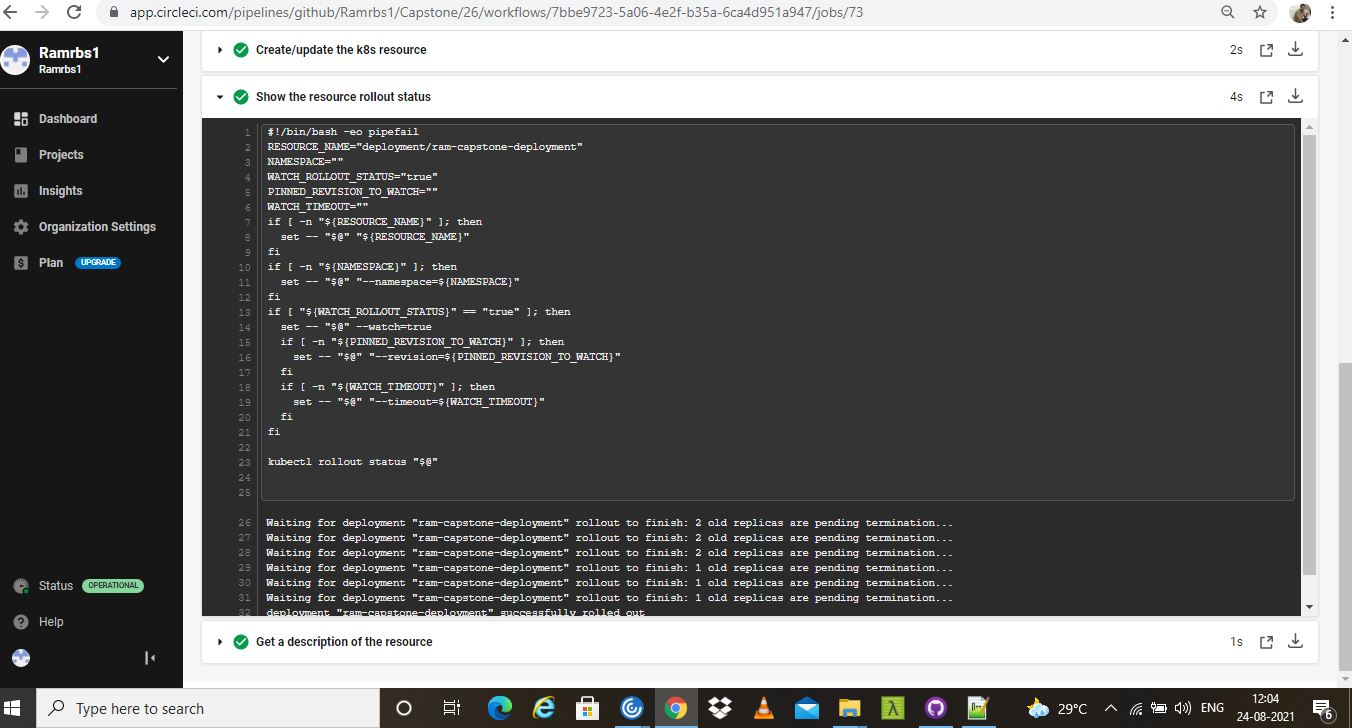 app.circleci.com/pipelines/github/Ramrbs1/Capstone/26/workflows/7bbe9723-5a06-4e2f-b35a-6ca4d951a947/jobs/73
Ramrbs1
Ramrbs1
Dashboard
Projects
Insights
Organization Settings
Plan UPGRADE
Status OPERATIONAL
Help
Create/update the k8s resource 2s
Show the resource rollout status 4s
1 #!/bin/bash -eo pipefail
2 RESOURCE_NAME="deployment/ram-capstone-deployment"
3 NAMESPACE=""
4 WATCH_ROLLOUT_STATUS="true"
5 PINNED_REVISION_TO_WATCH=""
6 WATCH_TIMEOUT=""
7 if [ -n "${RESOURCE_NAME}" ]; then
8   set -- "$@" "${RESOURCE_NAME}"
9 fi
10 if [ -n "${NAMESPACE}" ]; then
11   set -- "$@" "--namespace=${NAMESPACE}"
12 fi
13 if [ "${WATCH_ROLLOUT_STATUS}" == "true" ]; then
14   set -- "$@" --watch=true
15   if [ -n "${PINNED_REVISION_TO_WATCH}" ]; then
16     set -- "$@" "--revision=${PINNED_REVISION_TO_WATCH}"
17   fi
18   if [ -n "${WATCH_TIMEOUT}" ]; then
19     set -- "$@" "--timeout=${WATCH_TIMEOUT}"
20   fi
21 fi
22
23 kubectl rollout status "$@"
24
25
26 Waiting for deployment "ram-capstone-deployment" rollout to finish: 2 old replicas are pending termination...
27 Waiting for deployment "ram-capstone-deployment" rollout to finish: 2 old replicas are pending termination...
28 Waiting for deployment "ram-capstone-deployment" rollout to finish: 2 old replicas are pending termination...
29 Waiting for deployment "ram-capstone-deployment" rollout to finish: 1 old replicas are pending termination...
30 Waiting for deployment "ram-capstone-deployment" rollout to finish: 1 old replicas are pending termination...
31 Waiting for deployment "ram-capstone-deployment" rollout to finish: 1 old replicas are pending termination...
32 deployment "ram-capstone-deployment" successfully rolled out
Get a description of the resource 1s
Type here to search
29°C
ENG
12:04
24-08-2021
6